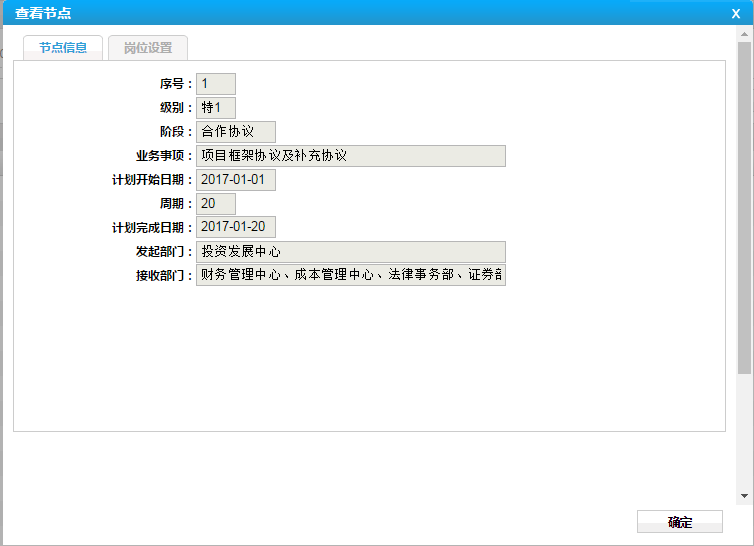 查看节点 X
节点信息 岗位设置
序号： 1
级别： 特1
阶段： 合作协议
业务事项： 项目框架协议及补充协议
计划开始日期： 2017-01-01
周期： 20
计划完成日期： 2017-01-20
发起部门： 投资发展中心
接收部门： 财务管理中心、成本管理中心、法律事务部、证券部
确定